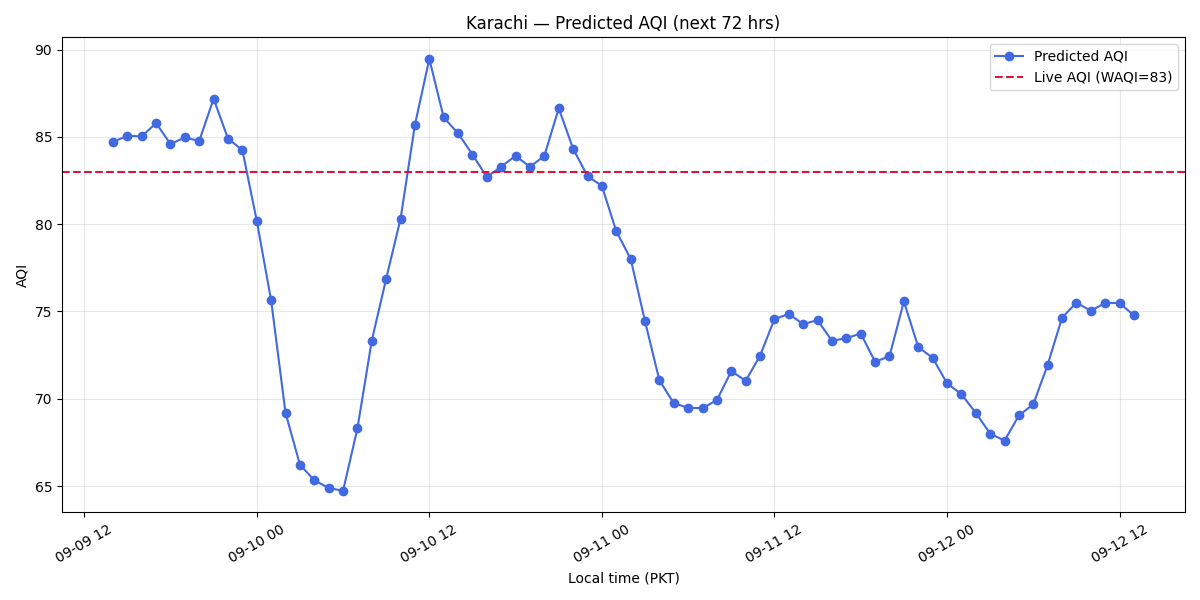 Karachi — Predicted AQI (next 72 hrs)
Predicted AQI
Live AQI (WAQI=83)
AQI
90
85
80
75
70
65
09-09 12
09-10 00
09-10 12
09-11 00
09-11 12
09-12 00
09-12 12
Local time (PKT)